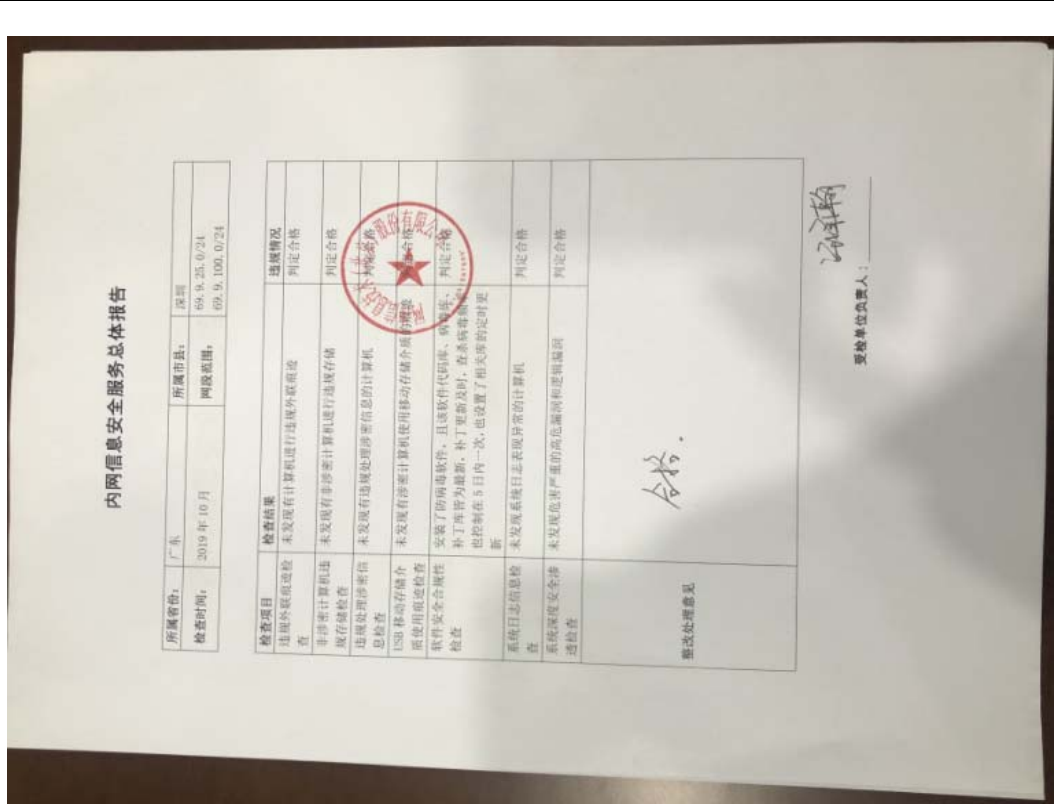 内网信息安全服务总体报告
所属省份： 广东 所属市县： 深圳
检查时间： 2019 年 10 月 网段范围： 69.9.25.0/24
69.9.100.0/24
检查项目 检查结果 违规情况
违规外联痕迹检 未发现有计算机进行违规外联痕迹 判定合格
查
非涉密计算机违 未发现有非涉密计算机进行违规存储 判定合格
规存储检查
违规处理涉密信 未发现有违规处理涉密信息的计算机 判定合格
息检查
USB 移动存储介 未发现有涉密计算机使用移动存储介质的痕迹 判定合格
质使用痕迹检查
软件安全合规性 安装了防病毒软件，且该软件代码库、病毒库、 判定合格
检查 补丁库皆为最新，补丁更新及时，查杀病毒频率
也控制在 5 日内一次，也设置了相关库的定时更
新
系统日志信息检 未发现系统日志表现异常的计算机 判定合格
查
系统深度安全渗 未发现危害严重的高危漏洞和逻辑漏洞 判定合格
透检查
整改处理意见 合格.
受检单位负责人：